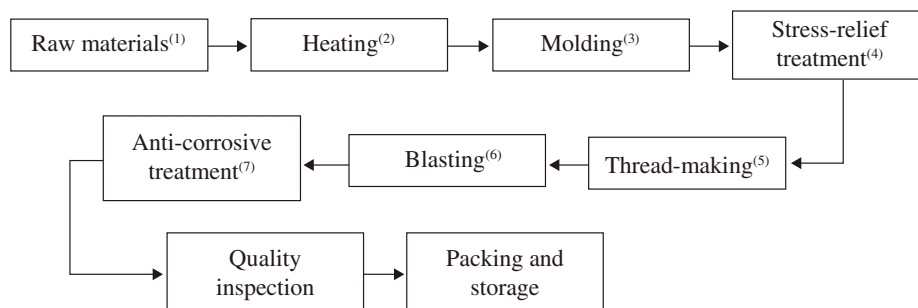 Raw materials(1)
Heating(2)
Molding(3)
Stress-relief
treatment(4)
Thread-making(5)
Blasting(6)
Anti-corrosive
treatment(7)
Quality
inspection
Packing and
storage